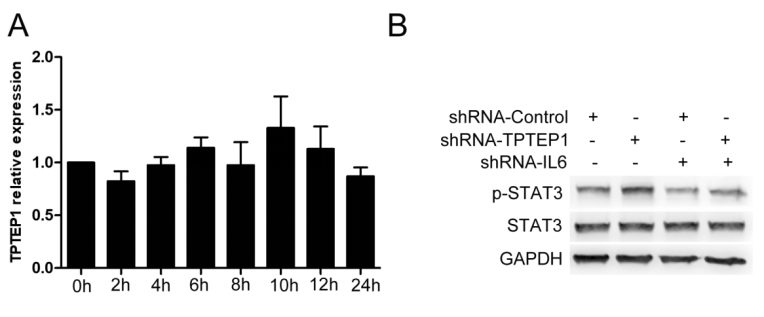 A
B
TPTEP1 relative expression
2.0
1.5
1.0
0.5
0.0
0h 2h 4h 6h 8h 10h 12h 24h
shRNA-Control + - + -
shRNA-TPTEP1 - + - +
shRNA-IL6 - - + +
p-STAT3
STAT3
GAPDH